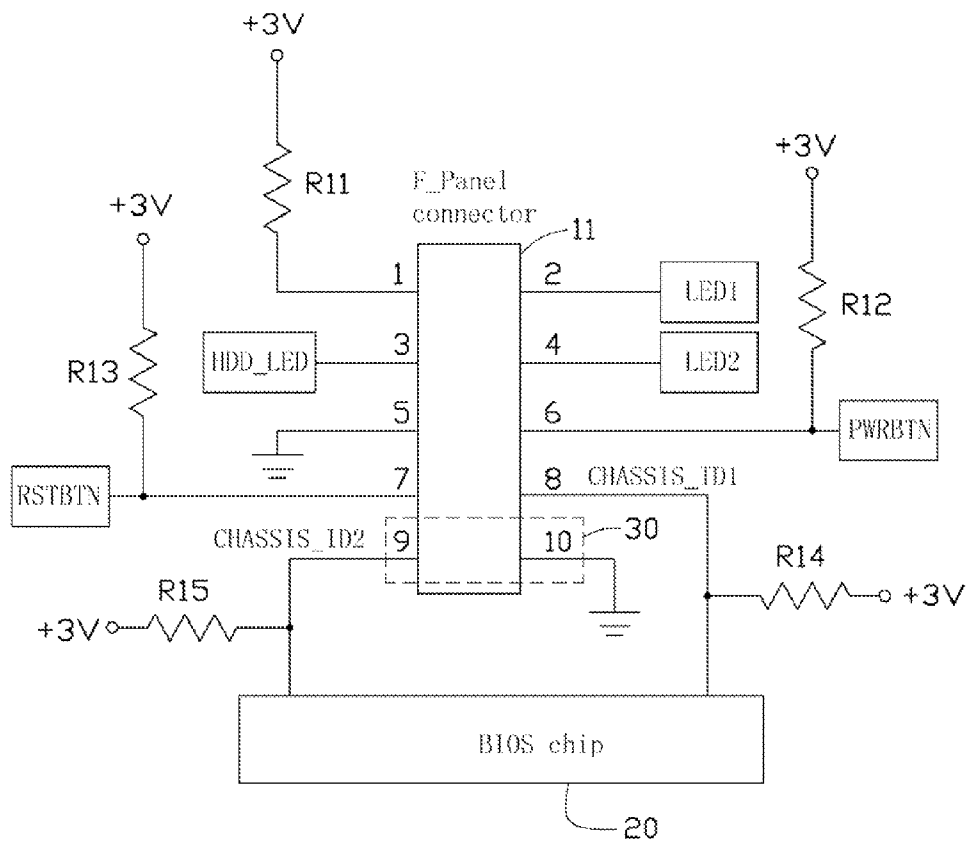 +3V
R11
+3V
F_Panel
connector
11
+3V
R13
1
2
LED1
R12
HDD_LED
3
4
LED2
5
6
PWRBTN
RSTBTN
7
8
CHASSIS_ID1
CHASSIS_ID2
9
10
30
R14
+3V
R15
+3V
BIOS chip
20